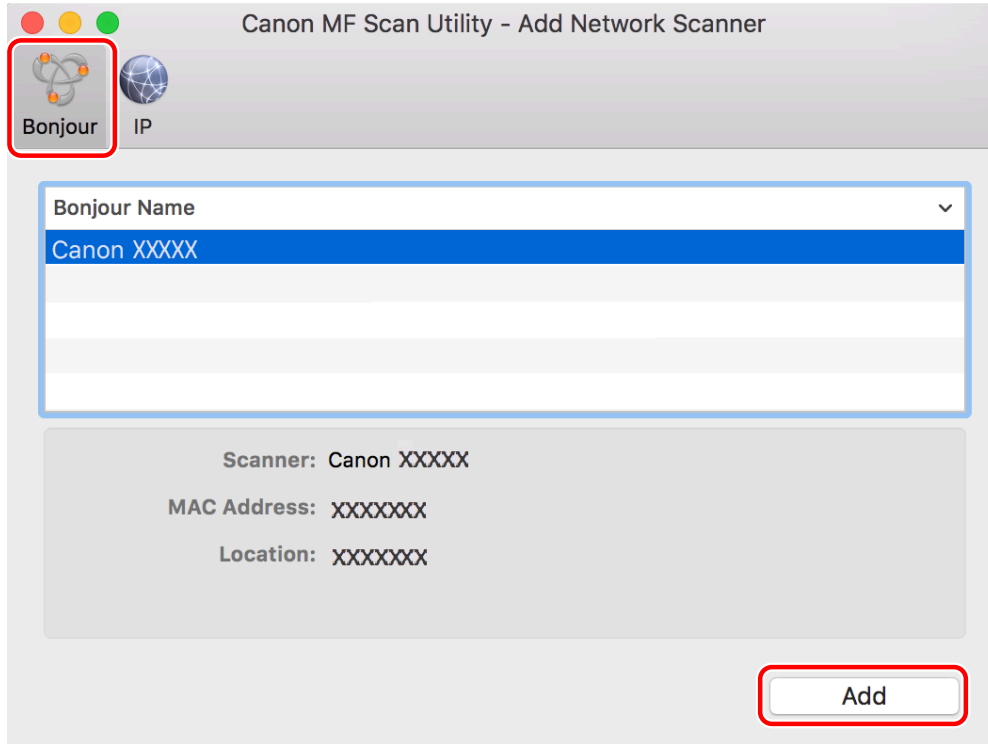 Canon MF Scan Utility - Add Network Scanner
Bonjour IP
Bonjour Name
Canon XXXXX
Scanner: Canon XXXXX
MAC Address: XXXXXXX
Location: XXXXXXX
Add